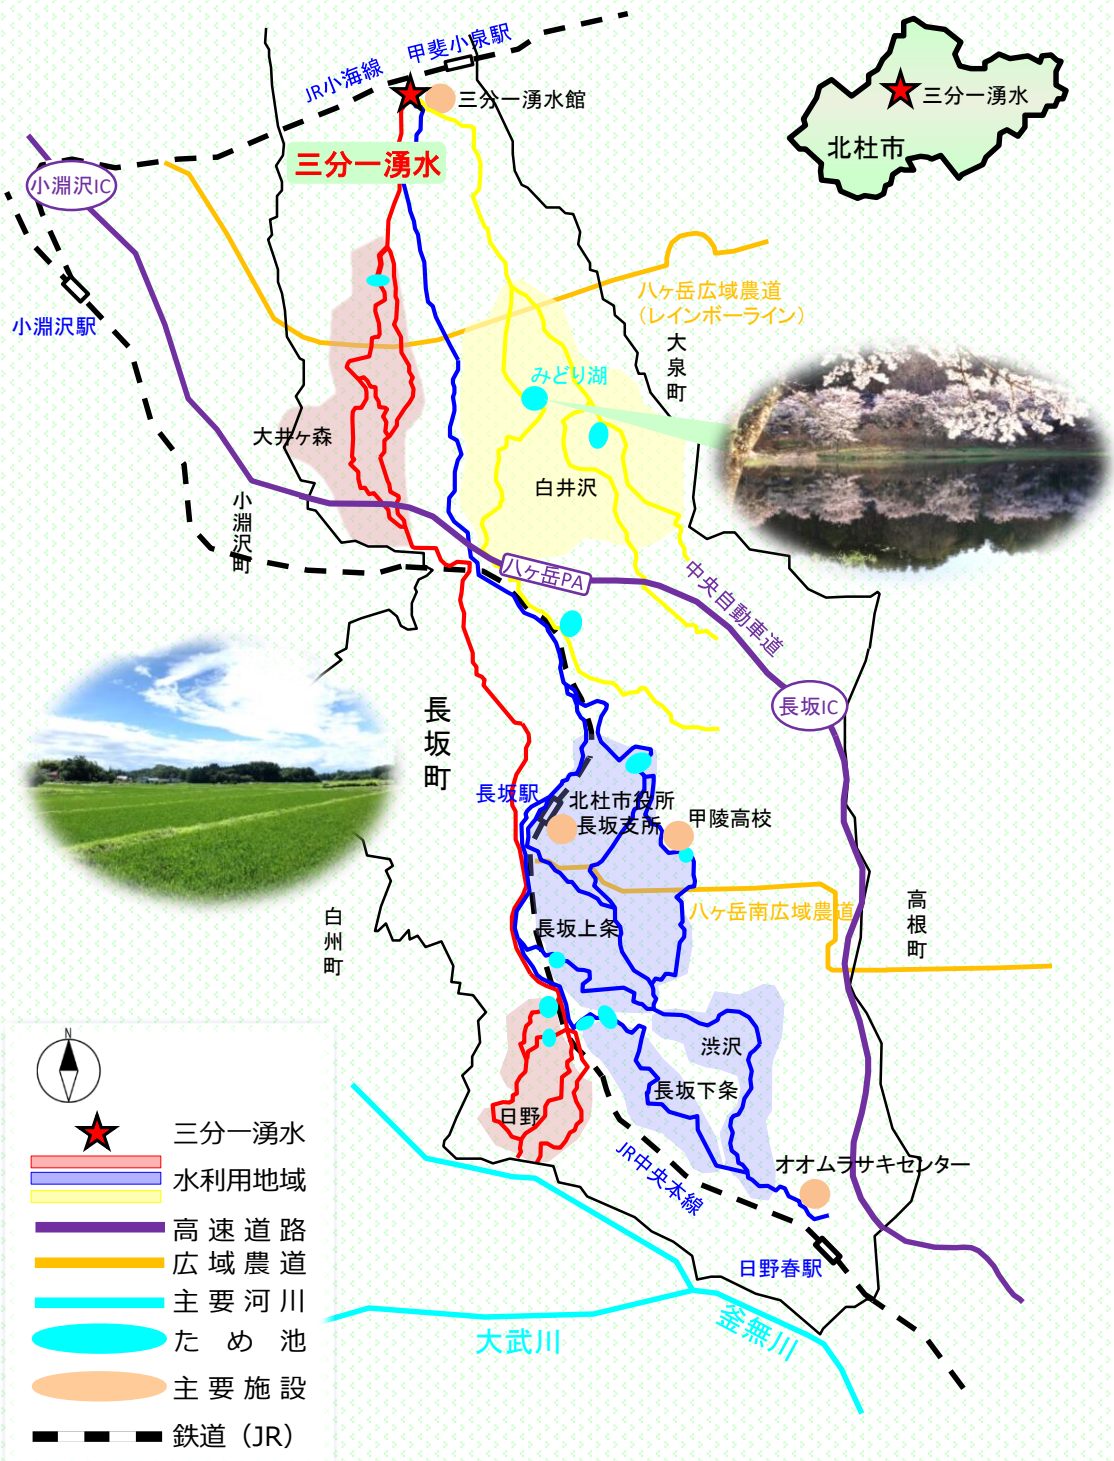 甲斐小泉駅
JR小海線
三分一湧水館
三分一湧水
三分一湧水
北杜市
小淵沢IC
小淵沢駅
八ヶ岳広域農道
（レインボーライン）
大泉町
みどり湖
大井ヶ森
白井沢
小淵沢町
八ヶ岳PA
中央自動車道
長坂IC
長坂町
長坂駅
北杜市役所
長坂支所
甲陵高校
八ヶ岳南広域農道
高根町
白州町
長坂上条
渋沢
長坂下条
日野
オオムラサキセンター
JR中央本線
日野春駅
大武川
釜無川
N
三分一湧水
水利用地域
高速道路
広域農道
主要河川
ため池
主要施設
鉄道（JR）